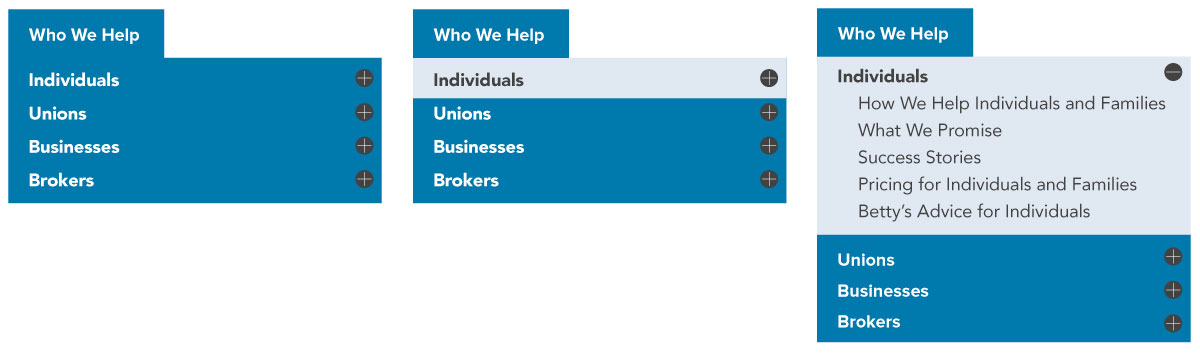 Who We Help
Individuals
Unions
Businesses
Brokers
Who We Help
Individuals
Unions
Businesses
Brokers
Who We Help
Individuals
How We Help Individuals and Families
What We Promise
Success Stories
Pricing for Individuals and Families
Betty’s Advice for Individuals
Unions
Businesses
Brokers